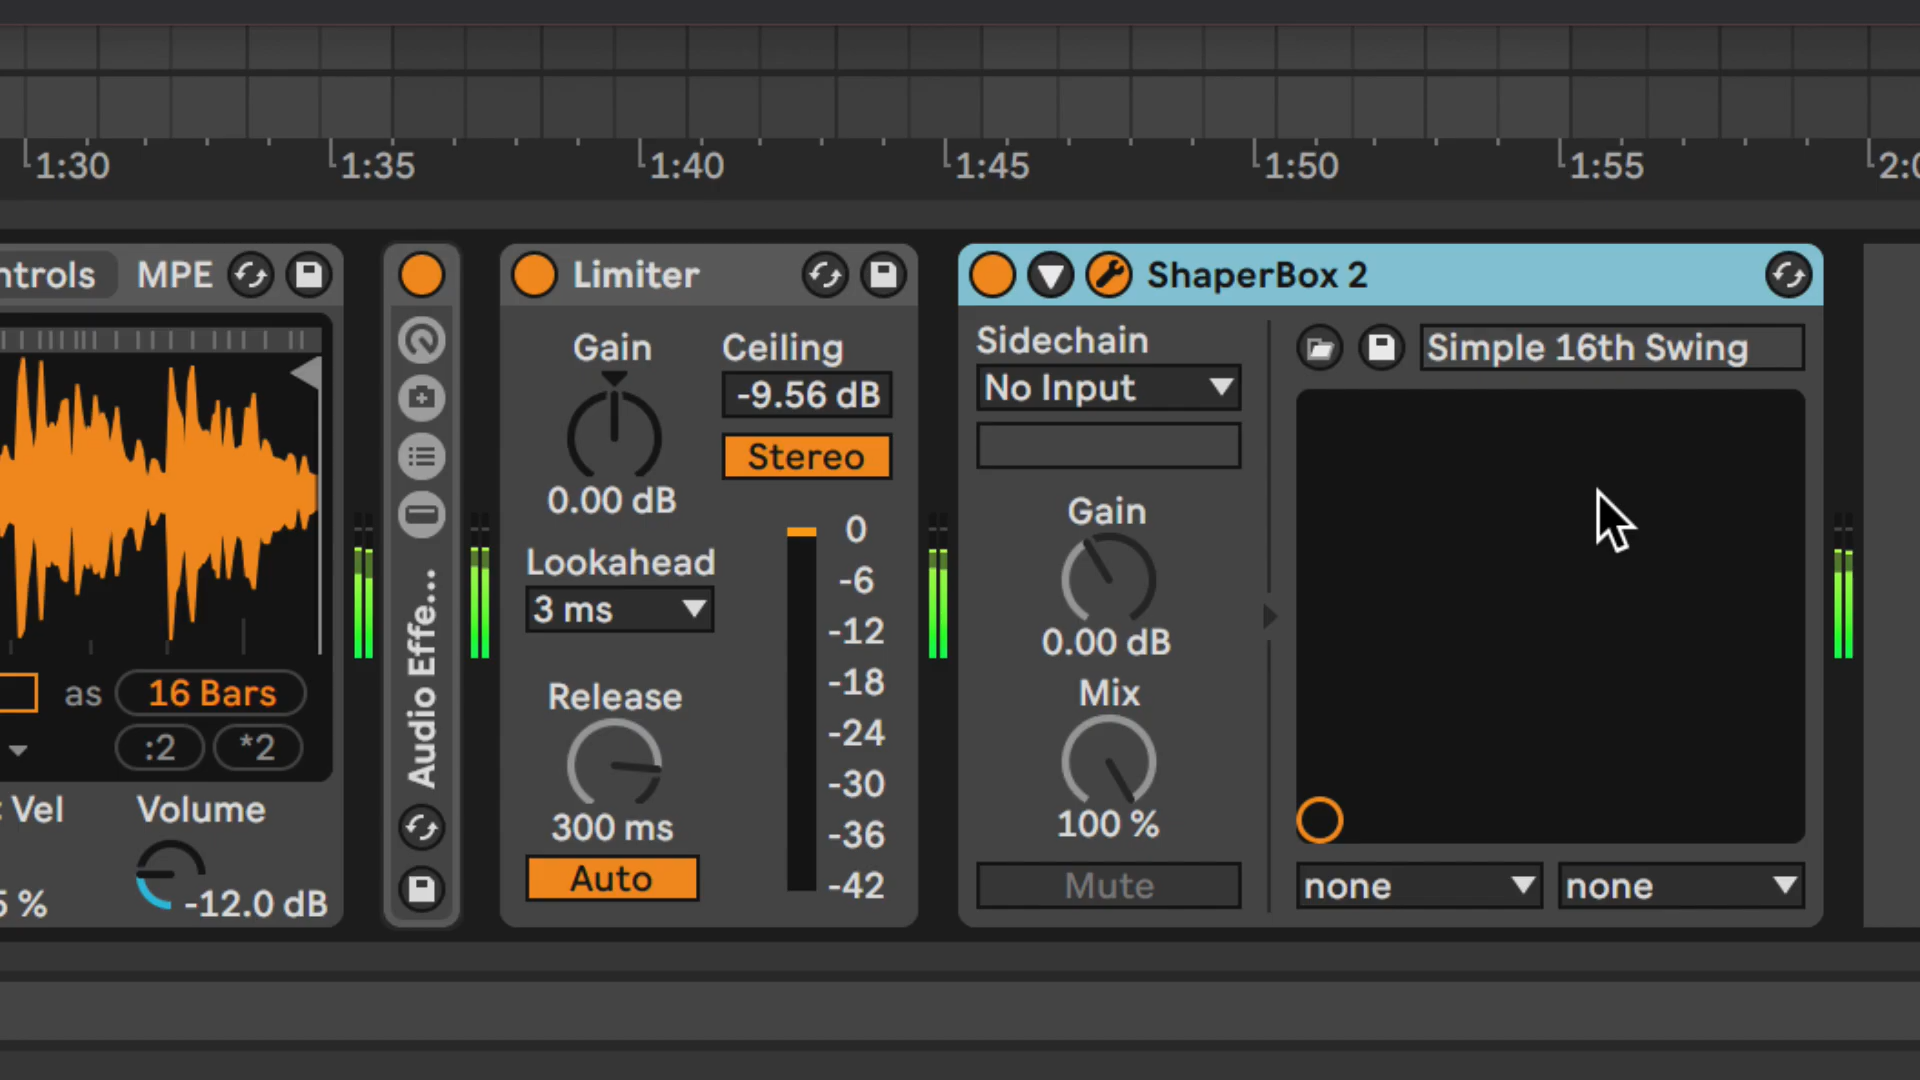 1:30 1:35 1:40 1:45 1:50 1:55 2:0
ntrols MPE
as 16 Bars
:2 *2
Vel Volume
5 % -12.0 dB
Audio Effe...
Limiter
Gain Ceiling
-9.56 dB
Stereo
0.00 dB
Lookahead
3 ms
Release
300 ms
Auto
0
-6
-12
-18
-24
-30
-36
-42
ShaperBox 2
Sidechain
No Input
Gain
0.00 dB
Mix
100 %
Mute
Simple 16th Swing
none none